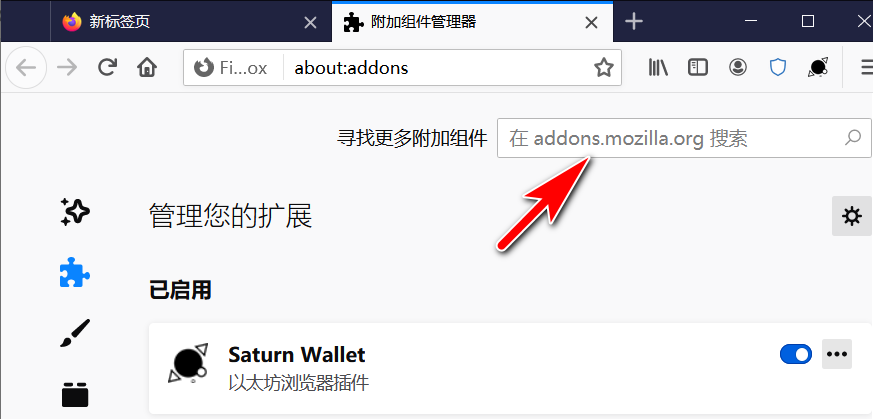 新标签页
附加组件管理器
Fi...ox
about:addons
寻找更多附加组件
在 addons.mozilla.org 搜索
管理您的扩展
已启用
Saturn Wallet
以太坊浏览器插件